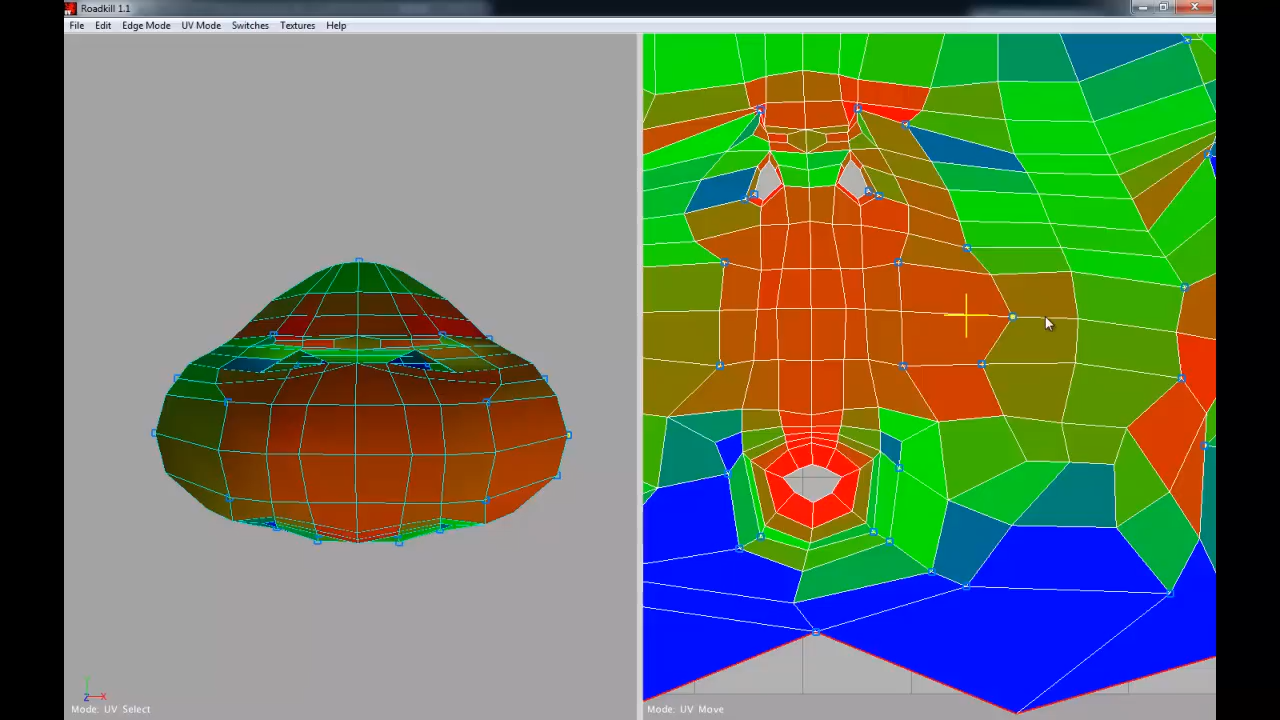 Roadkill 1.1
File Edit Edge Mode UV Mode Switches Textures Help
Y
Z X
Mode: UV Select
Mode: UV Move